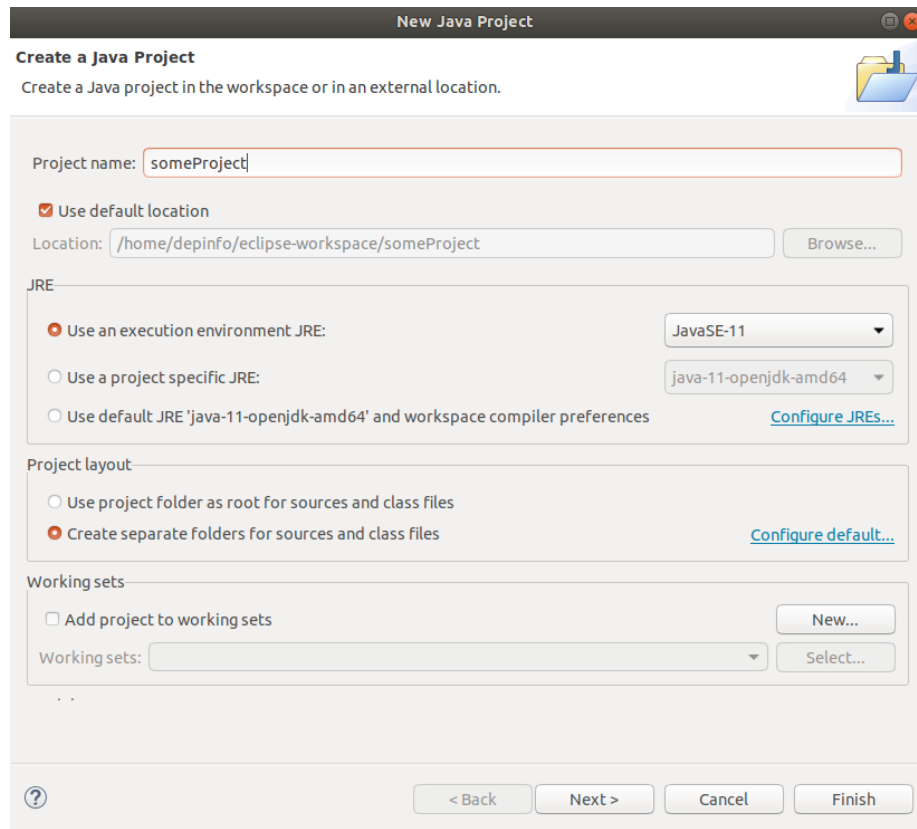 New Java Project
Create a Java Project
Create a Java project in the workspace or in an external location.
Project name: someProject
Use default location
Location: /home/depinfo/eclipse-workspace/someProject Browse...
JRE
Use an execution environment JRE: JavaSE-11
Use a project specific JRE: java-11-openjdk-amd64
Use default JRE 'java-11-openjdk-amd64' and workspace compiler preferences Configure JREs...
Project layout
Use project folder as root for sources and class files
Create separate folders for sources and class files Configure default...
Working sets
Add project to working sets New...
Working sets: Select...
? < Back Next > Cancel Finish